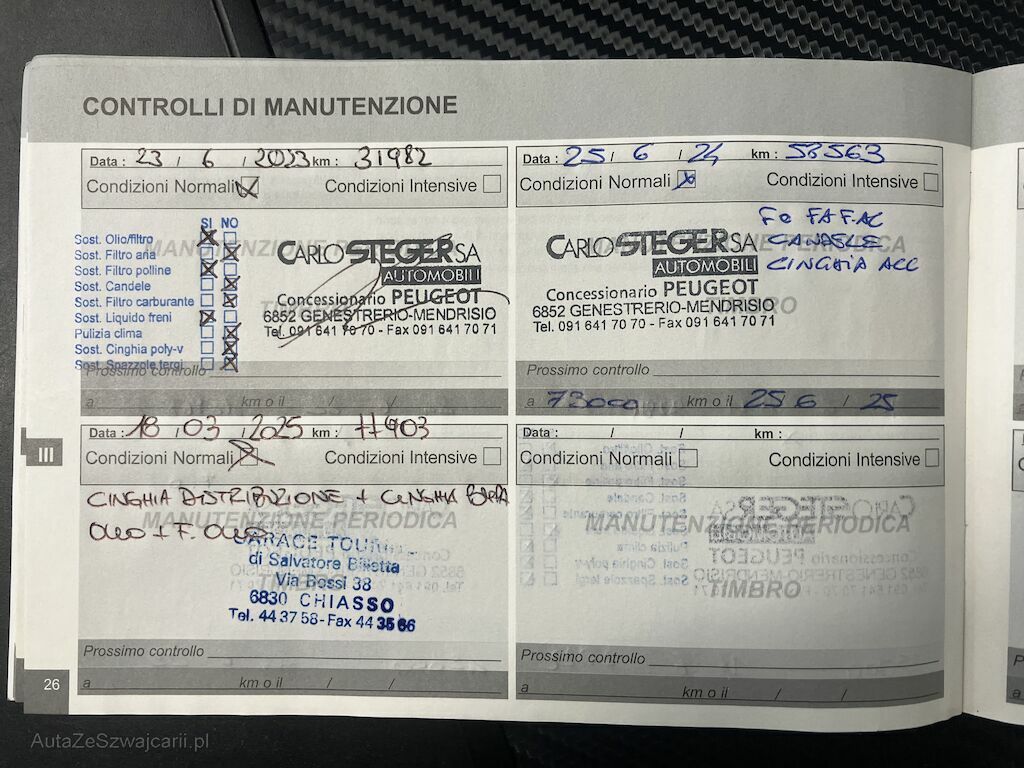 CONTROLLI DI MANUTENZIONE
Data : 23 / 6 / 2023 km : 31982
Condizioni Normali Condizioni Intensive
SI NO
Sost. Olio/filtro
Sost. Filtro aria
Sost. Filtro polline
Sost. Candele
Sost. Filtro carburante
Sost. Liquido freni
Pulizia clima
Sost. Cinghia poly-v
Sost. Spazzole tergi
CARLO STEGER SA
AUTOMOBILI
Concessionario PEUGEOT
6852 GENESTRERIO-MENDRISIO
Tel. 091 641 70 70 - Fax 091 641 70 71
Prossimo controllo
a km o il / /
Data : 25 / 6 / 24 km : 58563
Condizioni Normali Condizioni Intensive
FO FA F.AC
CANDELE
CINGHIA ACC
CARLO STEGER SA
AUTOMOBILI
Concessionario PEUGEOT
6852 GENESTRERIO-MENDRISIO
Tel. 091 641 70 70 - Fax 091 641 70 71
MANUTENZIONE PERIODICA
TIMBRO
Prossimo controllo
a 73000 km o il 25 6 / 25
III
Data : 18 / 03 / 2025 km : 77903
Condizioni Normali Condizioni Intensive
CINGHIA DISTRIBUZIONE + CINGHIA
MANUTENZIONE PERIODICA
OLIO + F. OLIO
GARAGE
di Salvatore Billetta
Via Bossi 38
6830 CHIASSO
Tel. 44 37 58 - Fax 44 35 66
TIMBRO
Prossimo controllo
a km o il / /
Data : / / km :
Condizioni Normali Condizioni Intensive
MANUTENZIONE PERIODICA
TIMBRO
Prossimo controllo
a km o il / /
26
AutaZeSzwajcarii.pl